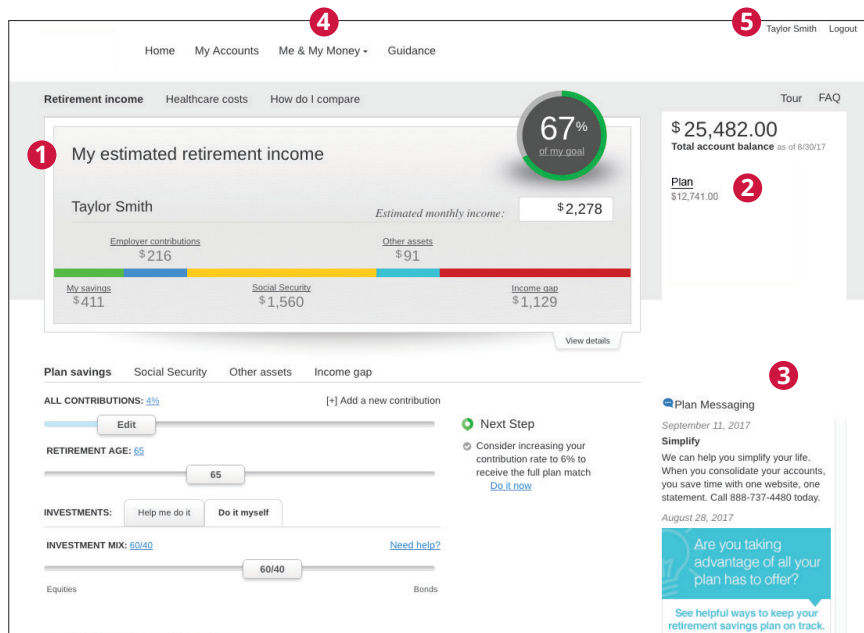 4
5
Taylor Smith Logout
Home My Accounts Me & My Money Guidance
Retirement income Healthcare costs How do I compare
Tour FAQ
1
My estimated retirement income
67%
of my goal
Taylor Smith
Estimated monthly income: $2,278
Employer contributions
$216
Other assets
$91
My savings
$411
Social Security
$1,560
Income gap
$1,129
View details
$25,482.00
Total account balance as of 8/30/17
Plan
$12,741.00
2
Plan savings Social Security Other assets Income gap
ALL CONTRIBUTIONS: 4% [+] Add a new contribution
Edit
RETIREMENT AGE: 65
65
INVESTMENTS: Help me do it Do it myself
INVESTMENT MIX: 60/40 Need help?
60/40
Equities Bonds
Next Step
Consider increasing your
contribution rate to 6% to
receive the full plan match
Do it now
3
Plan Messaging
September 11, 2017
Simplify
We can help you simplify your life.
When you consolidate your accounts,
you save time with one website, one
statement. Call 888-737-4480 today.
August 28, 2017
Are you taking
advantage of all your
plan has to offer?
See helpful ways to keep your
retirement savings plan on track.